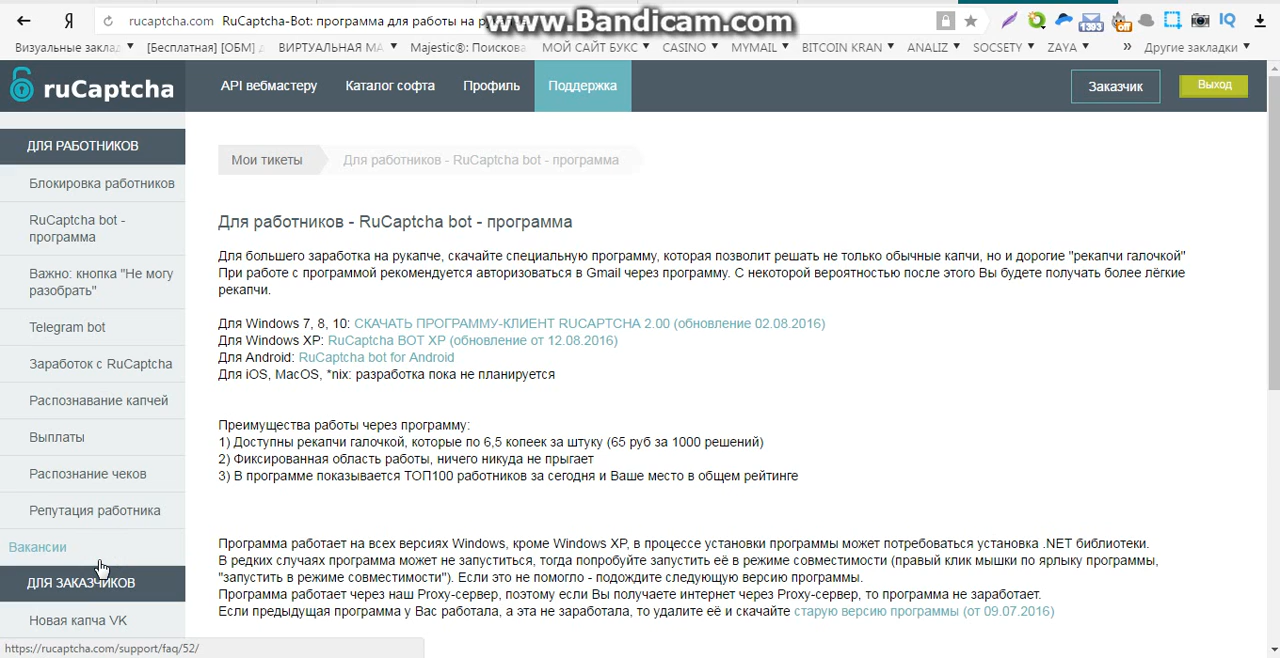 Я rucaptcha.com RuCaptcha-Bot: программа для работы на
www.Bandicam.com
1393
off
IQ
Визуальные заклад [Бесплатная] [ОБМ] ВИРТУАЛЬНАЯ МА Majestic®: Поискова МОЙ САЙТ БУКС CASINO MYMAIL BITCOIN KRAN ANALIZ SOCSETY ZAYA » Другие закладки
ruCaptcha API вебмастеру Каталог софта Профиль Поддержка Заказчик Выход
ДЛЯ РАБОТНИКОВ
Блокировка работников
RuCaptcha bot -
программа
Важно: кнопка "Не могу
разобрать"
Telegram bot
Заработок с RuCaptcha
Распознавание капчей
Выплаты
Распознание чеков
Репутация работника
Вакансии
ДЛЯ ЗАКАЗЧИКОВ
Новая капча VK
https://rucaptcha.com/support/faq/52/
Мои тикеты Для работников - RuCaptcha bot - программа
Для работников - RuCaptcha bot - программа
Для большего заработка на рукапче, скачайте специальную программу, которая позволит решать не только обычные капчи, но и дорогие "рекапчи галочкой"
При работе с программой рекомендуется авторизоваться в Gmail через программу. С некоторой вероятностью после этого Вы будете получать более лёгкие
рекапчи.
Для Windows 7, 8, 10: СКАЧАТЬ ПРОГРАММУ-КЛИЕНТ RUCAPTCHA 2.00 (обновление 02.08.2016)
Для Windows XP: RuCaptcha BOT XP (обновление от 12.08.2016)
Для Android: RuCaptcha bot for Android
Для iOS, MacOS, *nix: разработка пока не планируется
Преимущества работы через программу:
1) Доступны рекапчи галочкой, которые по 6,5 копеек за штуку (65 руб за 1000 решений)
2) Фиксированная область работы, ничего никуда не прыгает
3) В программе показывается ТОП100 работников за сегодня и Ваше место в общем рейтинге
Программа работает на всех версиях Windows, кроме Windows XP, в процессе установки программы может потребоваться установка .NET библиотеки.
В редких случаях программа может не запуститься, тогда попробуйте запустить её в режиме совместимости (правый клик мышки по ярлыку программы,
"запустить в режиме совместимости"). Если это не помогло - подождите следующую версию программы.
Программа работает через наш Proxy-сервер, поэтому если Вы получаете интернет через Proxy-сервер, то программа не заработает.
Если предыдущая программа у Вас работала, а эта не заработала, то удалите её и скачайте старую версию программы (от 09.07.2016)